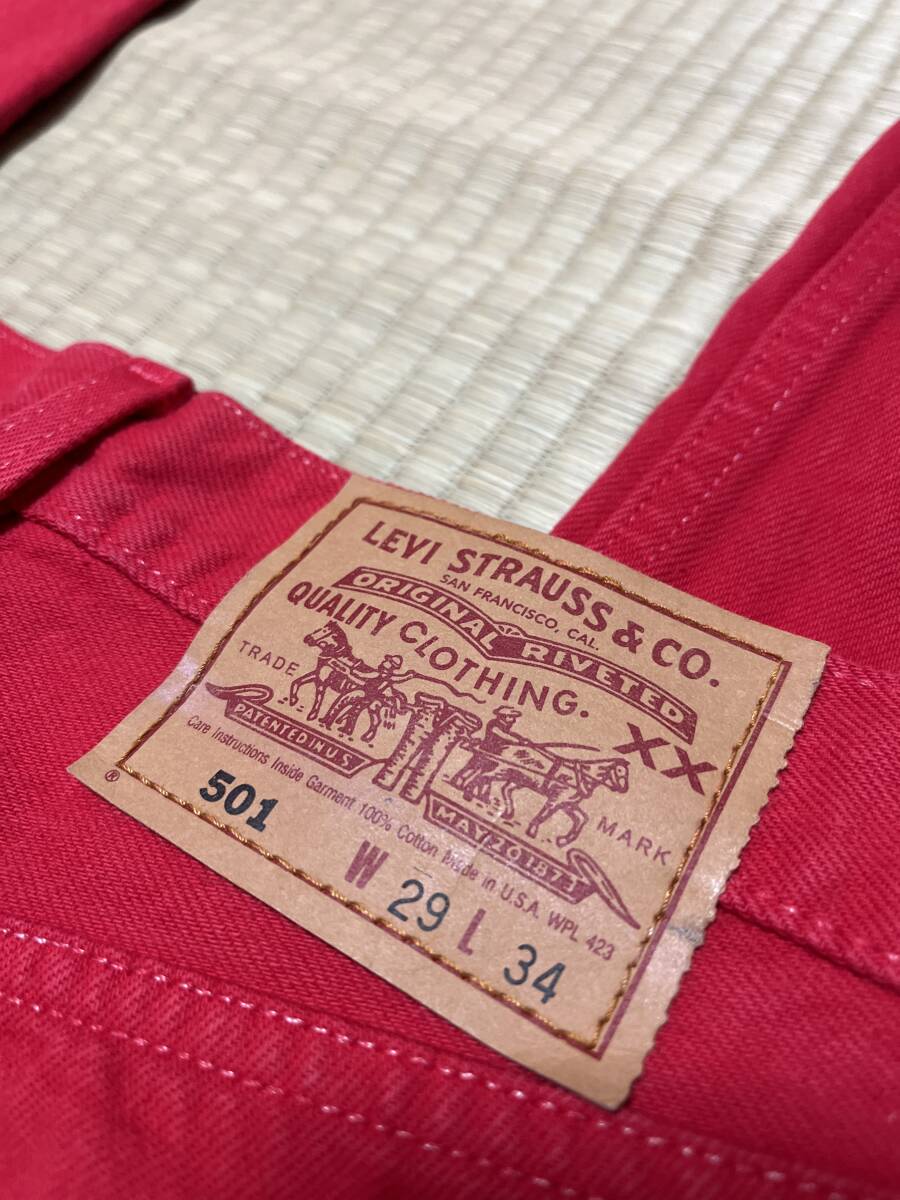 LEVI STRAUSS & CO.
SAN FRANCISCO, CAL.
ORIGINAL RIVETED
QUALITY CLOTHING.
TRADE MARK
XX
PATENTED IN U.S.
MAY 20 1873
Care Instructions Inside Garment 100% Cotton Made in U.S.A. WPL 423
®
501
W 29 L 34